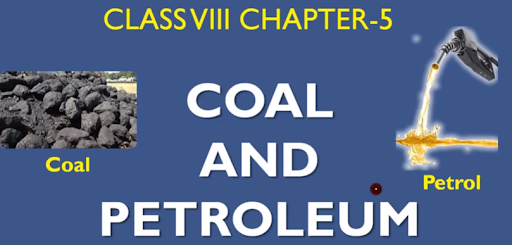 CLASS VIII CHAPTER-5
COAL
AND
PETROLEUM
Coal
Petrol